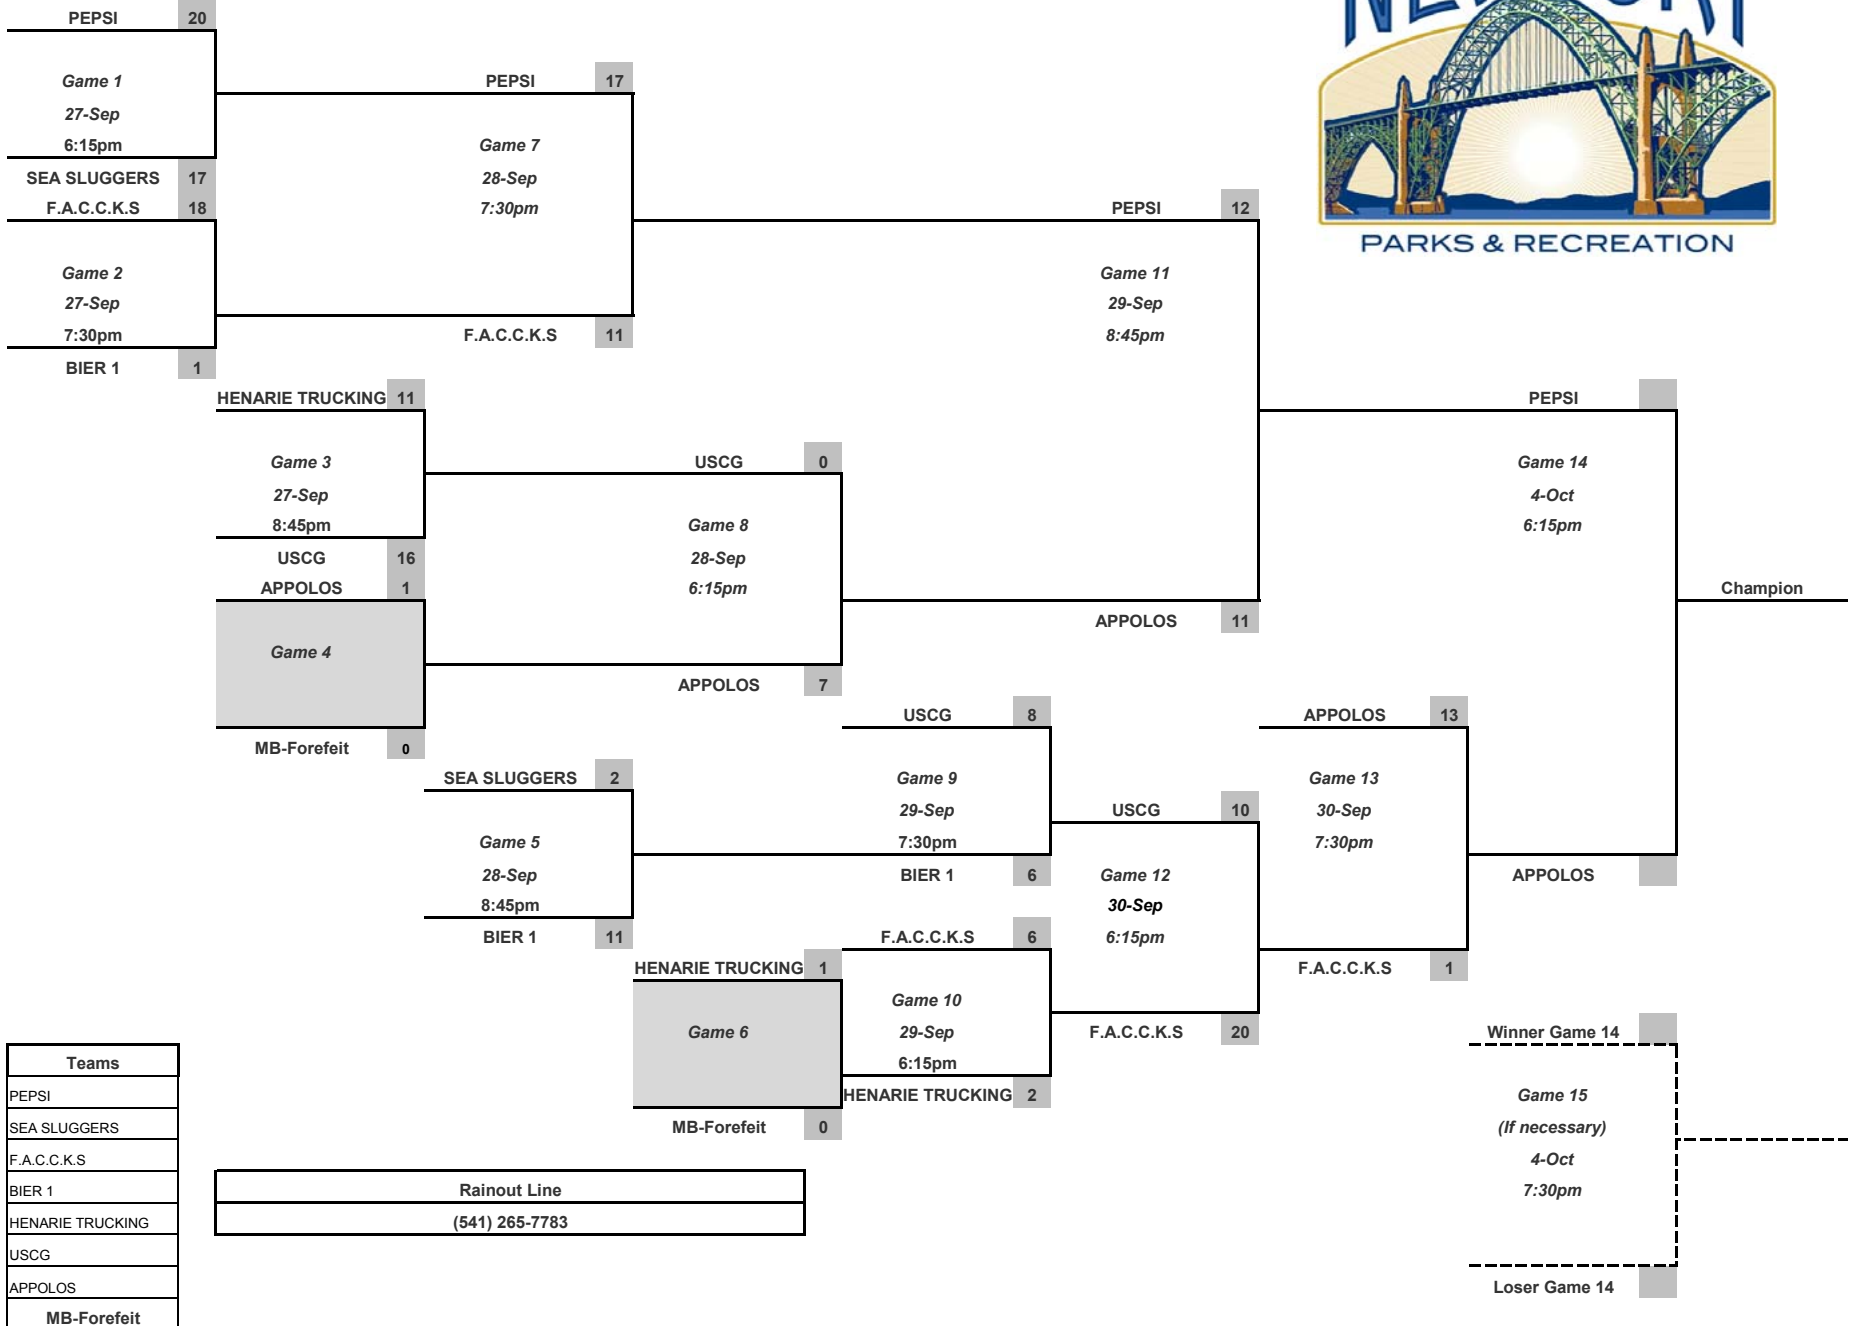 PEPSI 20
Game 1
27-Sep
6:15pm
SEA SLUGGERS 17
F.A.C.C.K.S 18
Game 2
27-Sep
7:30pm
BIER 1 1
PEPSI 17
Game 7
28-Sep
7:30pm
F.A.C.C.K.S 11
HENARIE TRUCKING 11
Game 3
27-Sep
8:45pm
USCG 16
APPOLOS 1
Game 4
MB-Forefeit 0
USCG 0
Game 8
28-Sep
6:15pm
APPOLOS 7
PEPSI 12
Game 11
29-Sep
8:45pm
APPOLOS 11
SEA SLUGGERS 2
Game 5
28-Sep
8:45pm
BIER 1 11
HENARIE TRUCKING 1
Game 6
MB-Forefeit 0
USCG 8
Game 9
29-Sep
7:30pm
BIER 1 6
F.A.C.C.K.S 6
Game 10
29-Sep
6:15pm
HENARIE TRUCKING 2
USCG 10
Game 12
30-Sep
6:15pm
F.A.C.C.K.S 20
APPOLOS 13
Game 13
30-Sep
7:30pm
F.A.C.C.K.S 1
PEPSI
Game 14
4-Oct
6:15pm
APPOLOS
Champion
Winner Game 14
Game 15
(If necessary)
4-Oct
7:30pm
Loser Game 14
PARKS & RECREATION
Teams
PEPSI
SEA SLUGGERS
F.A.C.C.K.S
BIER 1
HENARIE TRUCKING
USCG
APPOLOS
MB-Forefeit
Rainout Line
(541) 265-7783